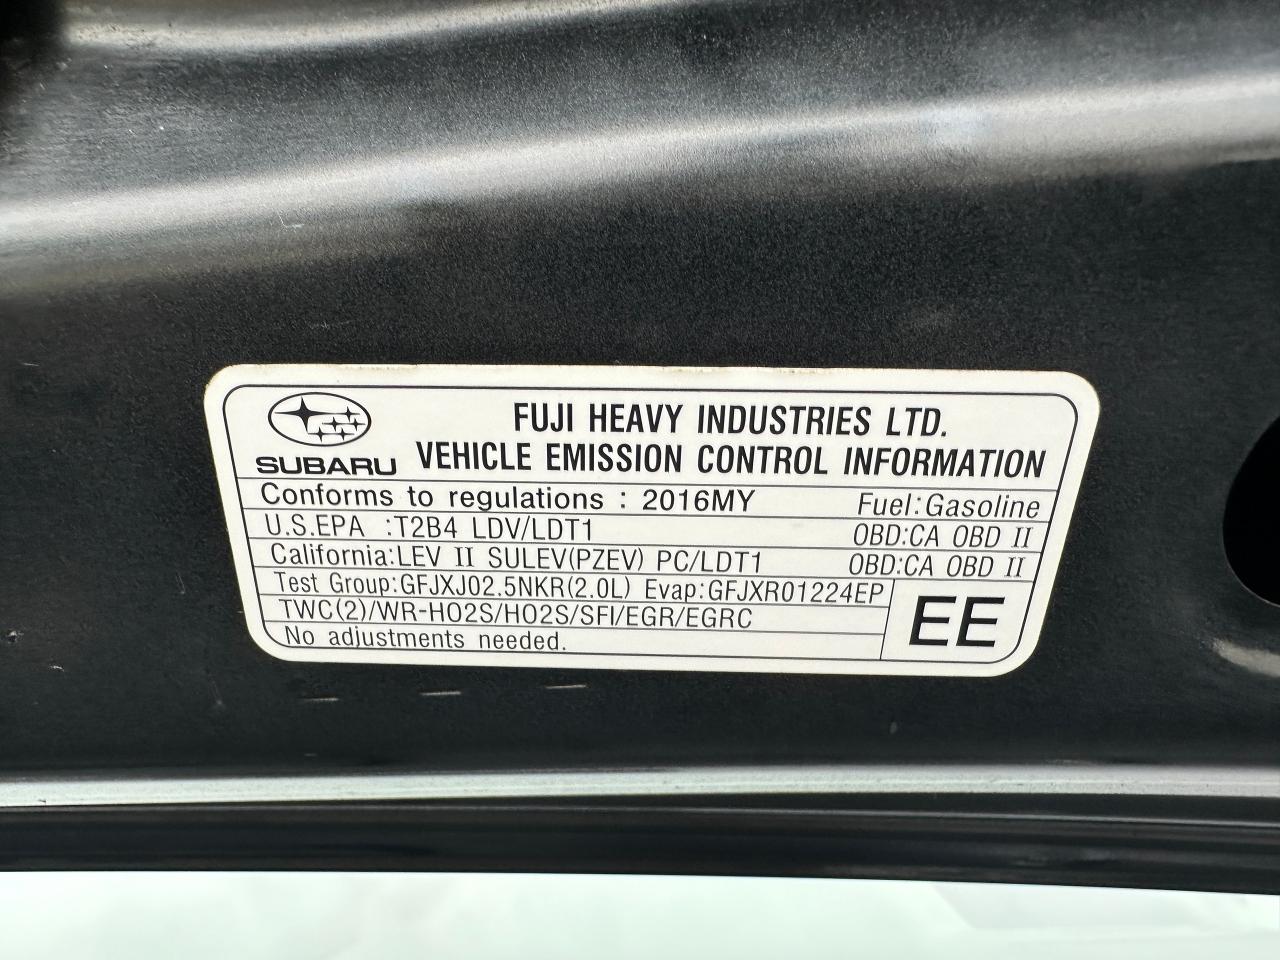 FUJI HEAVY INDUSTRIES LTD.
SUBARU VEHICLE EMISSION CONTROL INFORMATION
Conforms to regulations : 2016MY Fuel:Gasoline
U.S.EPA :T2B4 LDV/LDT1 OBD:CA OBD II
California:LEV II SULEV(PZEV) PC/LDT1 OBD:CA OBD II
Test Group:GFJXJ02.5NKR(2.0L) Evap:GFJXR01224EP
TWC(2)/WR-HO2S/HO2S/SFI/EGR/EGRC
No adjustments needed.
EE